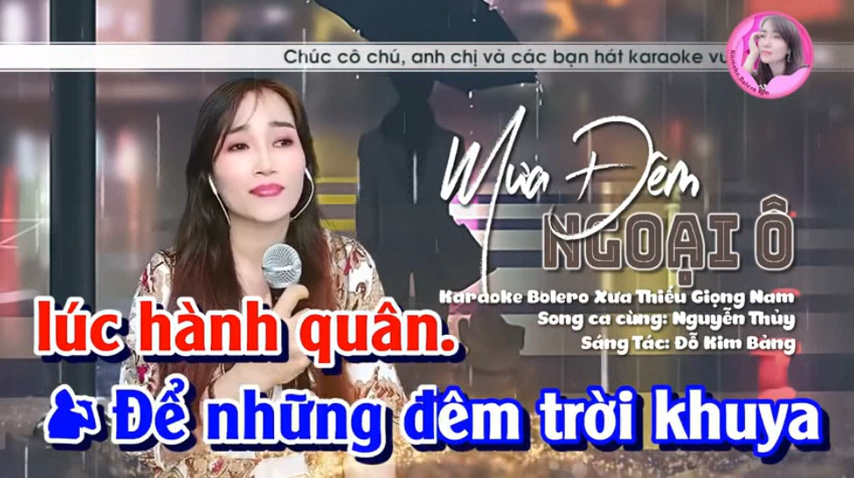 Chúc cô chú, anh chị và các bạn hát karaoke vu
Mưa Đêm
NGOẠI Ô
Karaoke Bolero Xưa Thiếu Giọng Nam
Song ca cùng: Nguyễn Thủy
Sáng Tác: Đỗ Kim Bảng
lúc hành quân.
Để những đêm trời khuya